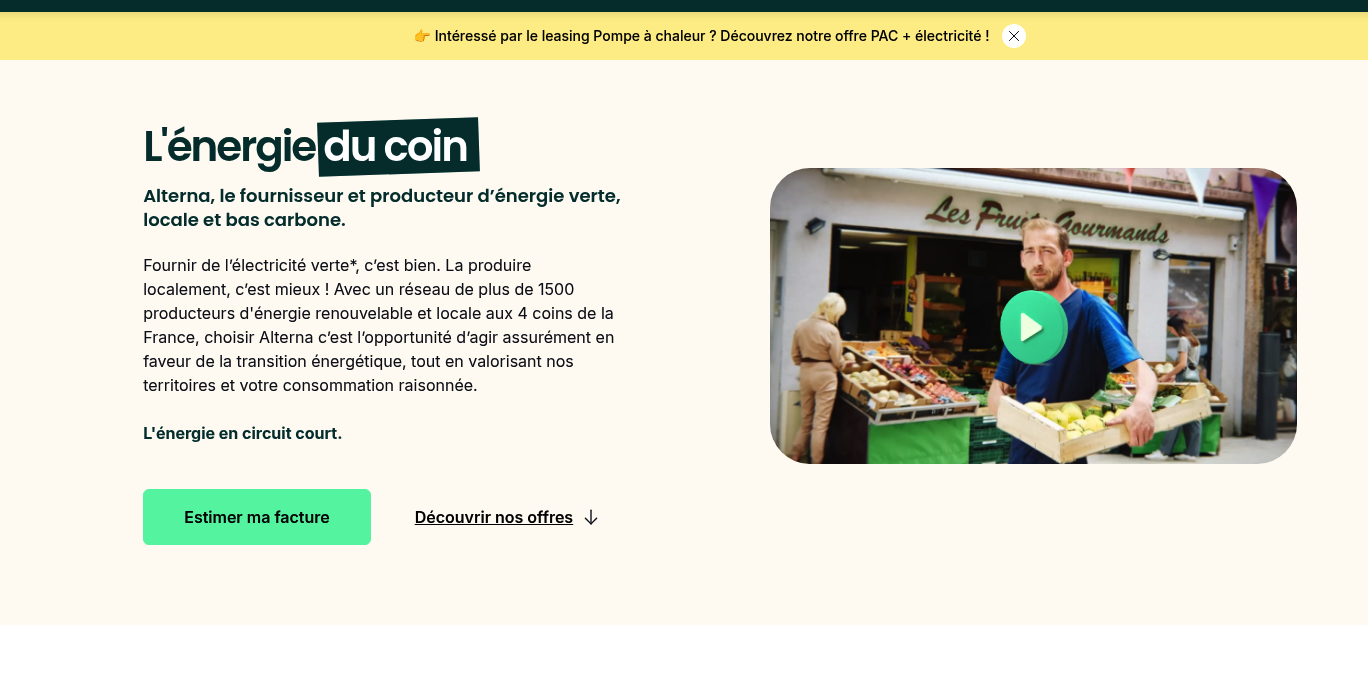 👉 Intéressé par le leasing Pompe à chaleur ? Découvrez notre offre PAC + électricité !
L'énergie du coin
Alterna, le fournisseur et producteur d’énergie verte,
locale et bas carbone.
Fournir de l’électricité verte*, c’est bien. La produire
localement, c’est mieux ! Avec un réseau de plus de 1500
producteurs d'énergie renouvelable et locale aux 4 coins de la
France, choisir Alterna c’est l’opportunité d’agir assurément en
faveur de la transition énergétique, tout en valorisant nos
territoires et votre consommation raisonnée.
L'énergie en circuit court.
Estimer ma facture
Découvrir nos offres
Les Fruits Gourmands